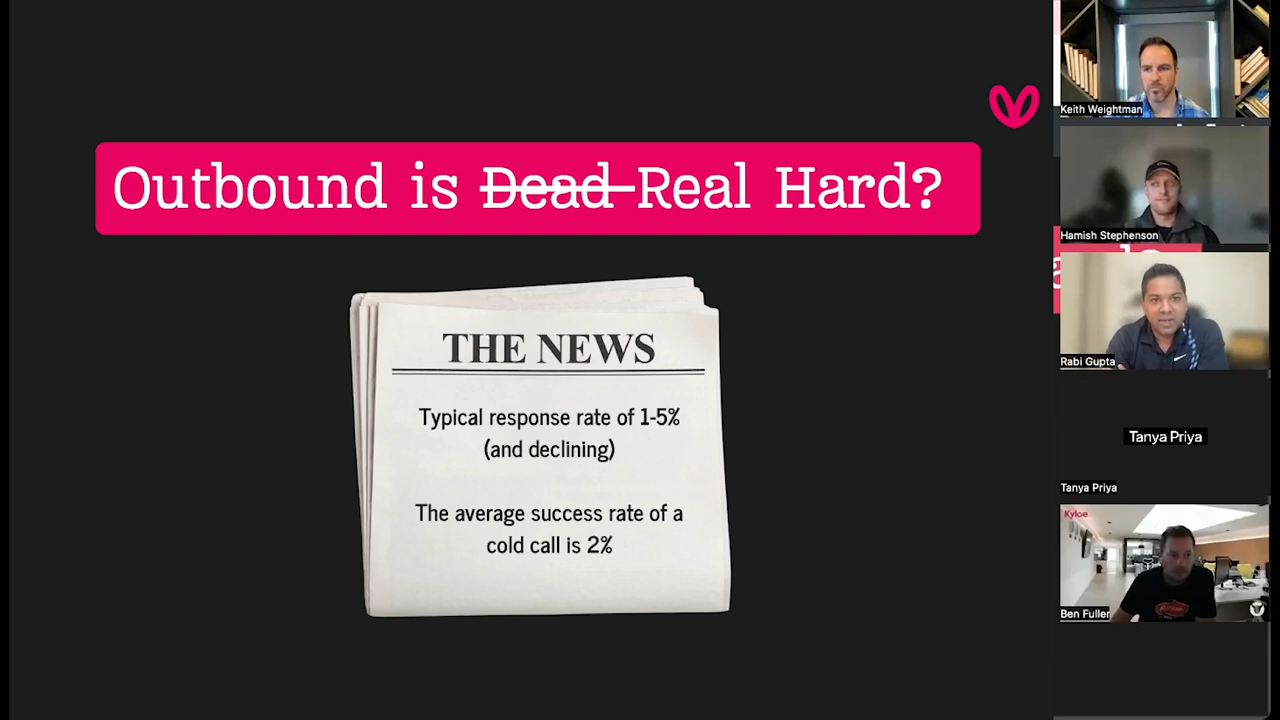 Outbound is Dead Real Hard?
THE NEWS
Typical response rate of 1-5%
(and declining)
The average success rate of a
cold call is 2%
Keith Weightman
Hamish Stephenson
Rabi Gupta
Tanya Priya
Tanya Priya
Kyloe
Ben Fuller